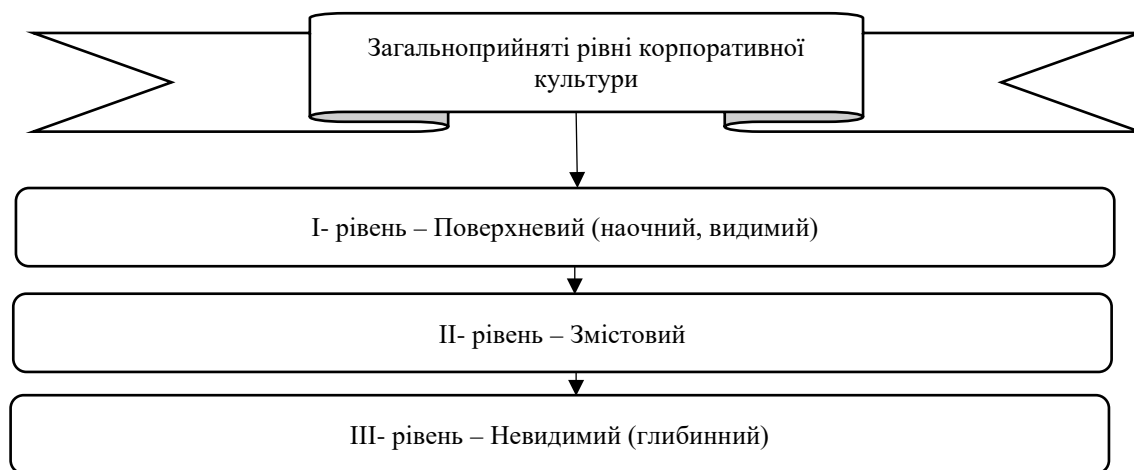 Загальноприйняті рівні корпоративної
культури
І- рівень – Поверхневий (наочний, видимий)
ІІ- рівень – Змістовий
ІІІ- рівень – Невидимий (глибинний)